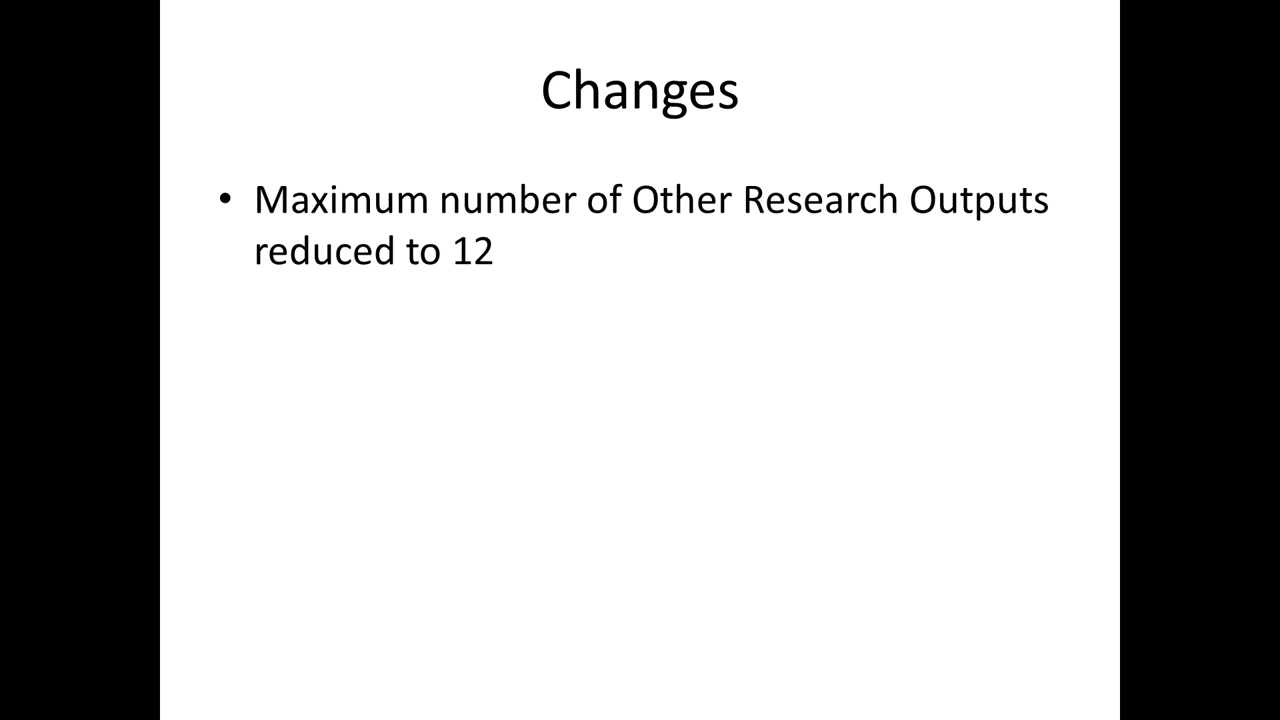 Changes
• Maximum number of Other Research Outputs
reduced to 12